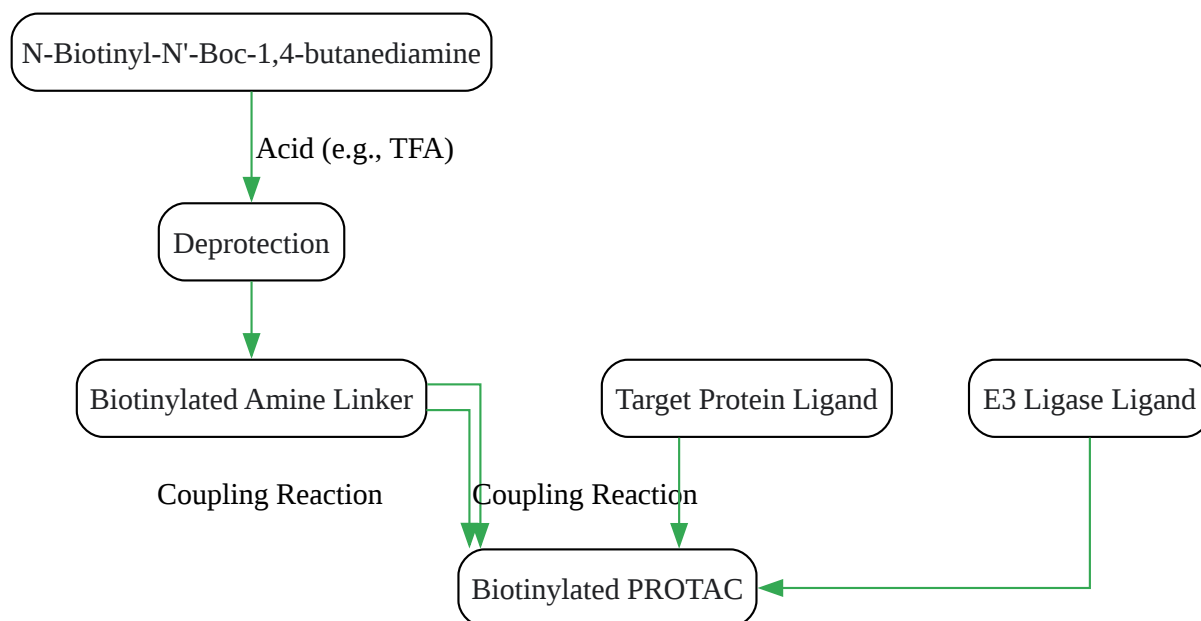 N-Biotinyl-N'-Boc-1,4-butanediamine
Acid (e.g., TFA)
Deprotection
Biotinylated Amine Linker
Target Protein Ligand
E3 Ligase Ligand
Coupling Reaction
Coupling Reaction
Biotinylated PROTAC